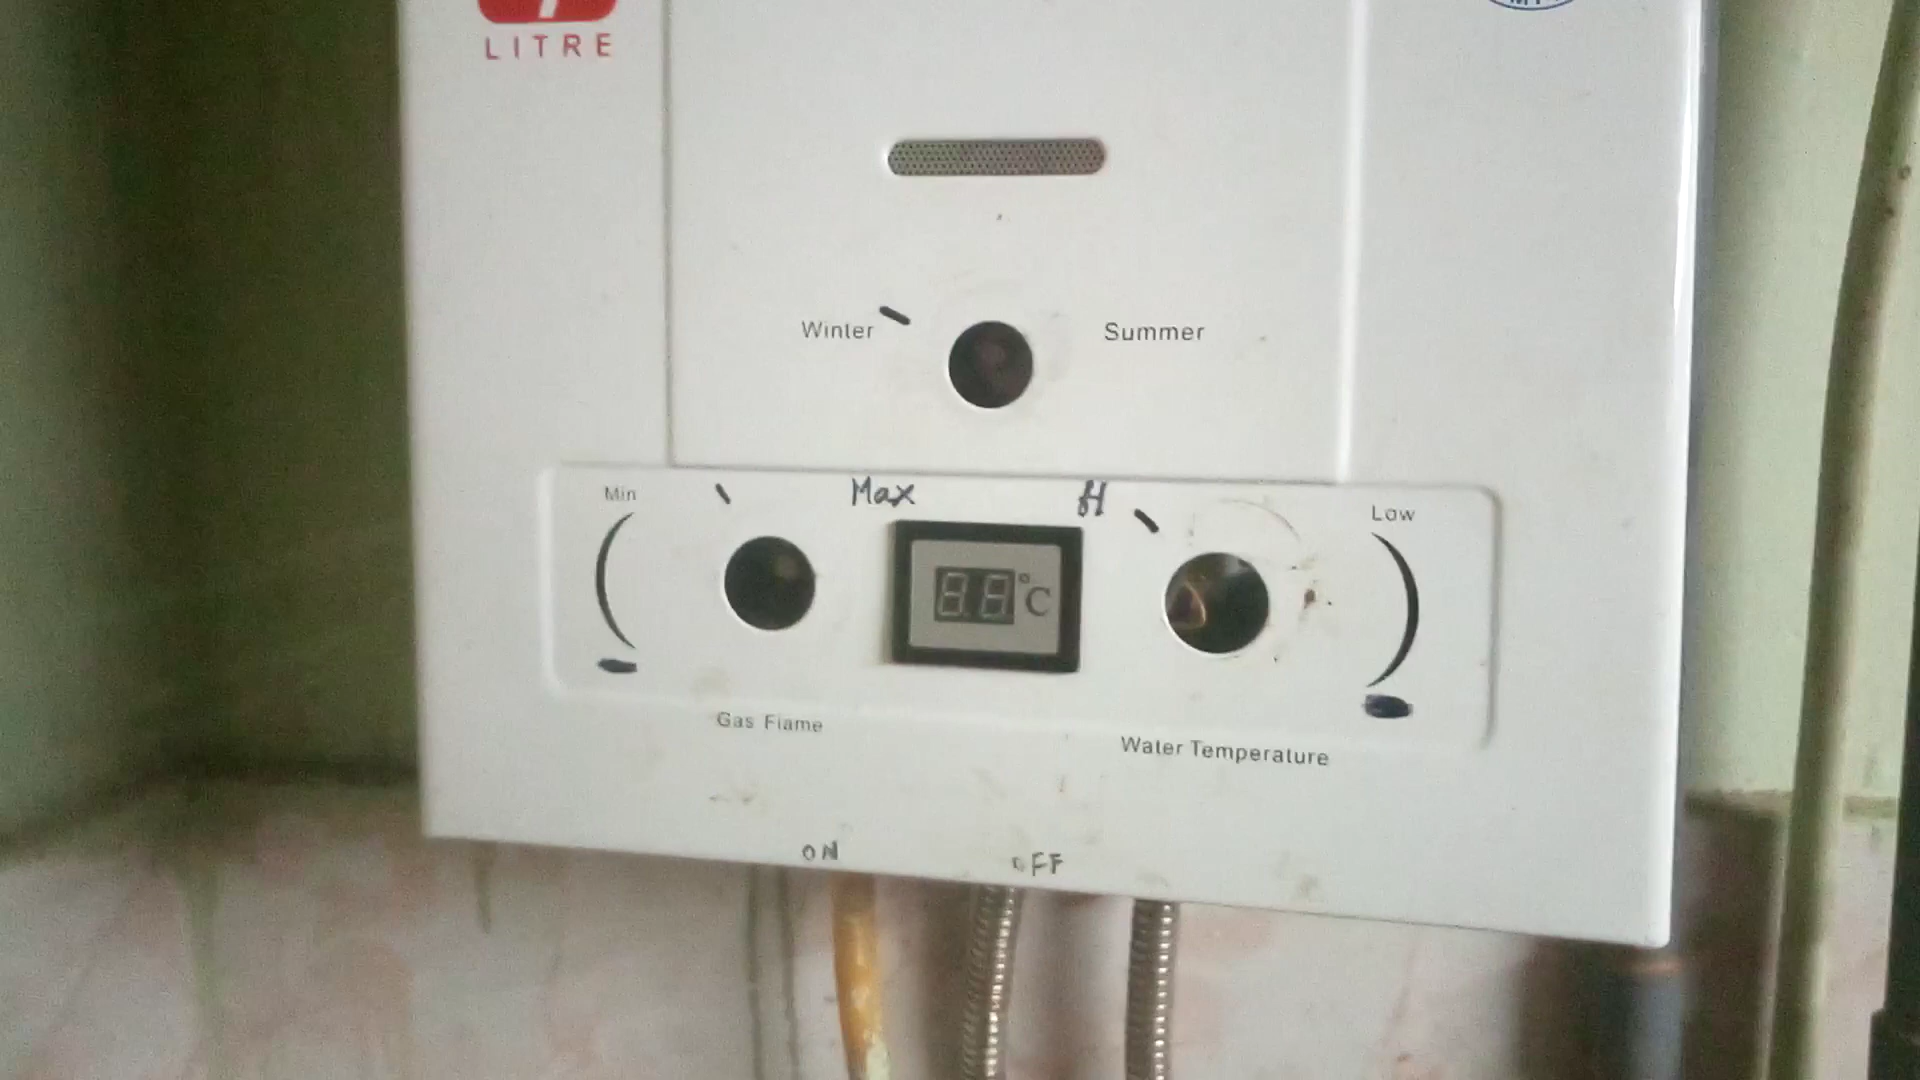 LITRE
Winter Summer
Min Max H Low
°C
Gas Flame
Water Temperature
ON OFF